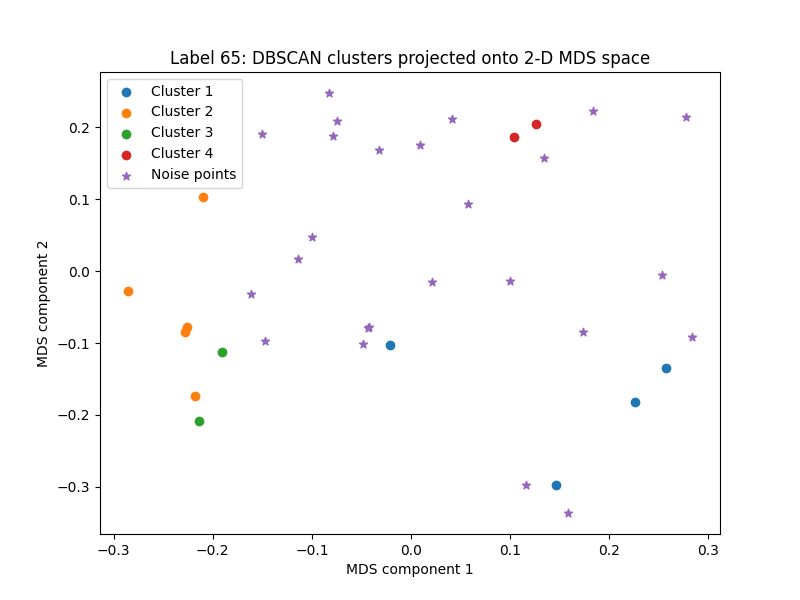 Label 65: DBSCAN clusters projected onto 2-D MDS space
Cluster 1
Cluster 2
Cluster 3
Cluster 4
Noise points
MDS component 2
0.2
0.1
0.0
−0.1
−0.2
−0.3
−0.3 −0.2 −0.1 0.0 0.1 0.2 0.3
MDS component 1